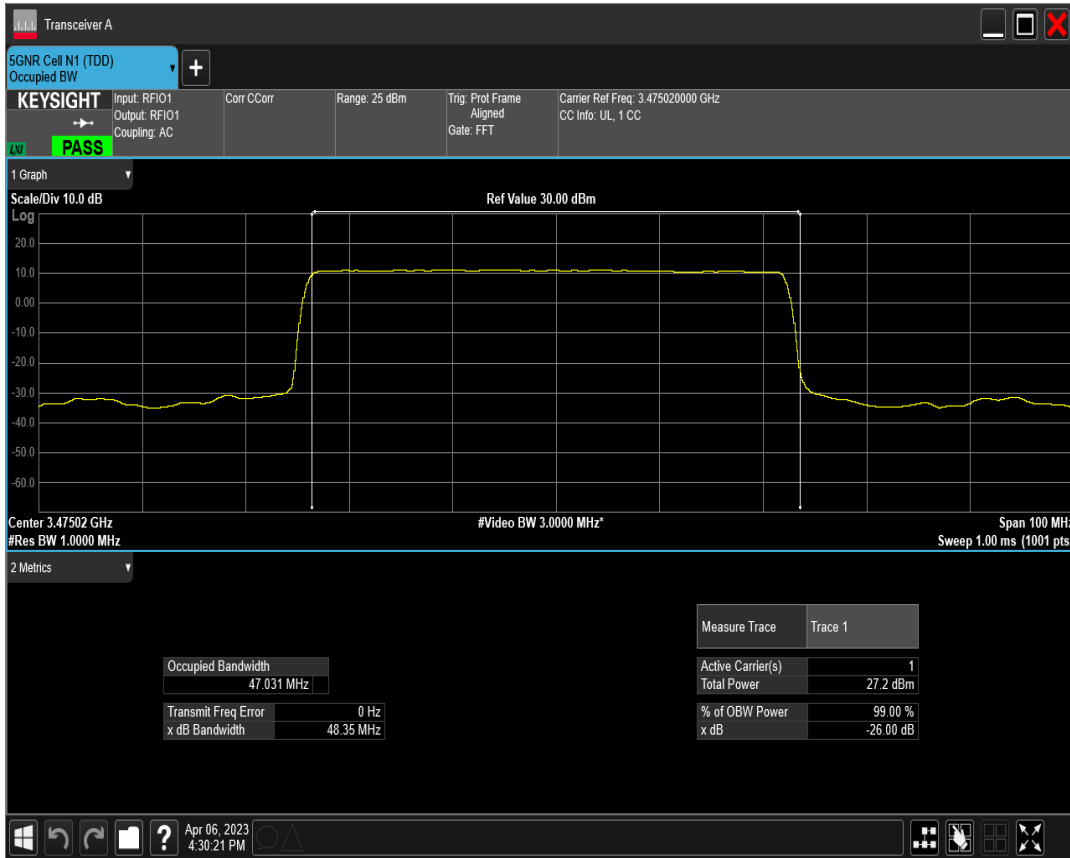 Transceiver A
5GNR Cell N1 (TDD)
Occupied BW
KEYSIGHT
LXI
PASS
Input: RFIO1
Output: RFIO1
Coupling: AC
Corr CCorr
Range: 25 dBm
Trig: Prot Frame
Aligned
Gate: FFT
Carrier Ref Freq: 3.475020000 GHz
CC Info: UL, 1 CC
1 Graph
Scale/Div 10.0 dB
Ref Value 30.00 dBm
Log
20.0
10.0
0.00
-10.0
-20.0
-30.0
-40.0
-50.0
-60.0
Center 3.47502 GHz
#Video BW 3.0000 MHz*
Span 100 MHz
#Res BW 1.0000 MHz
Sweep 1.00 ms (1001 pts
2 Metrics
Measure Trace Trace 1
Occupied Bandwidth
47.031 MHz
Active Carrier(s) 1
Total Power 27.2 dBm
Transmit Freq Error 0 Hz
x dB Bandwidth 48.35 MHz
% of OBW Power 99.00 %
x dB -26.00 dB
?
Apr 06, 2023
4:30:21 PM